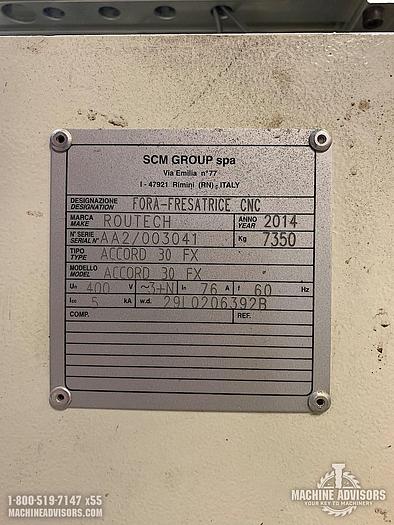 SCM GROUP spa
Via Emilia n°77
I - 47921 Rimini (RN), ITALY
DESIGNAZIONE DESIGNATION FORA-FRESATRICE CNC
MARCA MAKE ROUTECH ANNO YEAR 2014
N° SERIE SERIAL N° AA2/003041 Kg 7350
TIPO TYPE ACCORD 30 FX
MODELLO MODEL ACCORD 30 FX
Un 400 V ~3+N In 76 A f 60 Hz
Icc 5 kA w.d. 29L0206392B
COMP. REF.
1-800-519-7147 x55
MACHINEADVISORS.COM
MACHINE ADVISORS
YOUR KEY TO MACHINERY